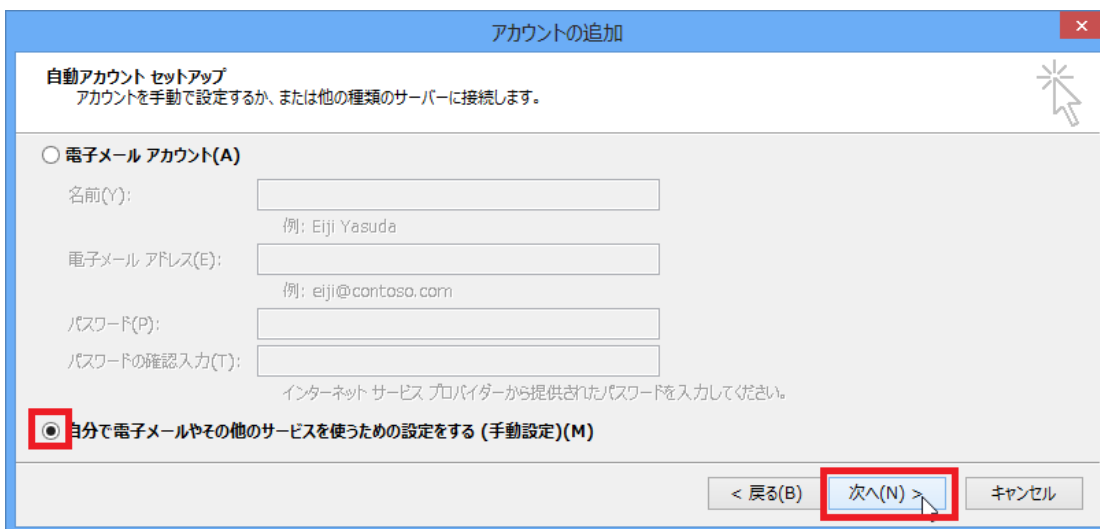 アカウントの追加
自動アカウント セットアップ
アカウントを手動で設定するか、または他の種類のサーバーに接続します。
電子メール アカウント(A)
名前(Y):
例: Eiji Yasuda
電子メール アドレス(E):
例: eiji@contoso.com
パスワード(P):
パスワードの確認入力(T):
インターネット サービス プロバイダーから提供されたパスワードを入力してください。
自分で電子メールやその他のサービスを使うための設定をする (手動設定)(M)
< 戻る(B) 次へ(N) > キャンセル